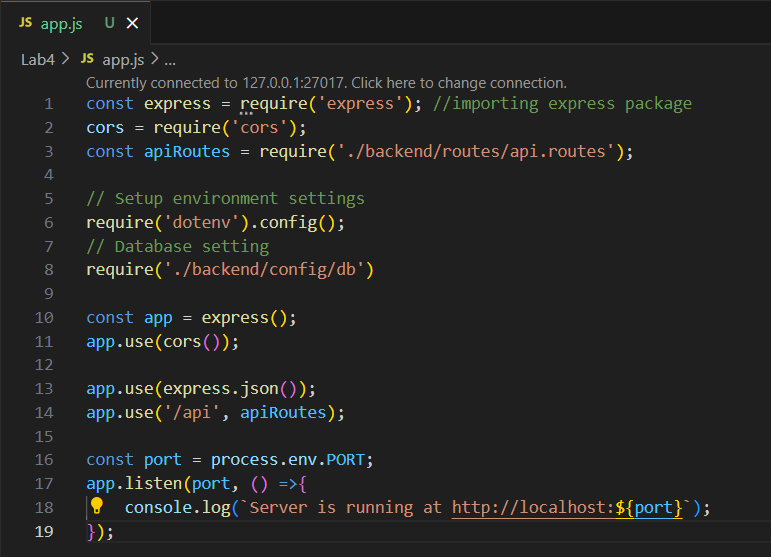 JS app.js U ×
Lab4 > JS app.js > ...
Currently connected to 127.0.0.1:27017. Click here to change connection.
1 const express = require('express'); //importing express package
2 cors = require('cors');
3 const apiRoutes = require('./backend/routes/api.routes');
4
5 // Setup environment settings
6 require('dotenv').config();
7 // Database setting
8 require('./backend/config/db')
9
10 const app = express();
11 app.use(cors());
12
13 app.use(express.json());
14 app.use('/api', apiRoutes);
15
16 const port = process.env.PORT;
17 app.listen(port, () =>{
18     console.log(`Server is running at http://localhost:${port}`);
19 });